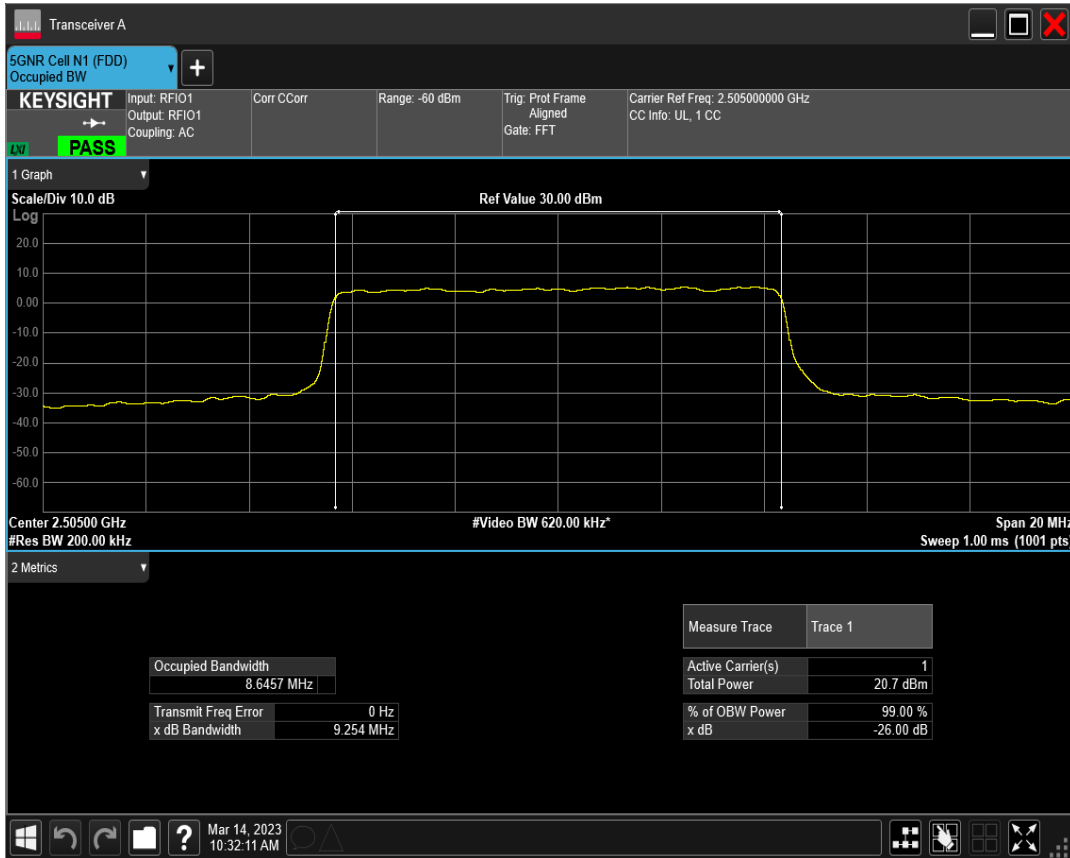 Transceiver A
5GNR Cell N1 (FDD)
Occupied BW
+
KEYSIGHT
LXI
PASS
Input: RFIO1
Output: RFIO1
Coupling: AC
Corr CCorr
Range: -60 dBm
Trig: Prot Frame
Aligned
Gate: FFT
Carrier Ref Freq: 2.505000000 GHz
CC Info: UL, 1 CC
1 Graph
Scale/Div 10.0 dB
Ref Value 30.00 dBm
Log
20.0
10.0
0.00
-10.0
-20.0
-30.0
-40.0
-50.0
-60.0
Center 2.50500 GHz
#Video BW 620.00 kHz*
Span 20 MHz
#Res BW 200.00 kHz
Sweep 1.00 ms (1001 pts)
2 Metrics
Measure Trace Trace 1
Occupied Bandwidth
8.6457 MHz
Active Carrier(s) 1
Total Power 20.7 dBm
Transmit Freq Error 0 Hz
x dB Bandwidth 9.254 MHz
% of OBW Power 99.00 %
x dB -26.00 dB
?
Mar 14, 2023
10:32:11 AM